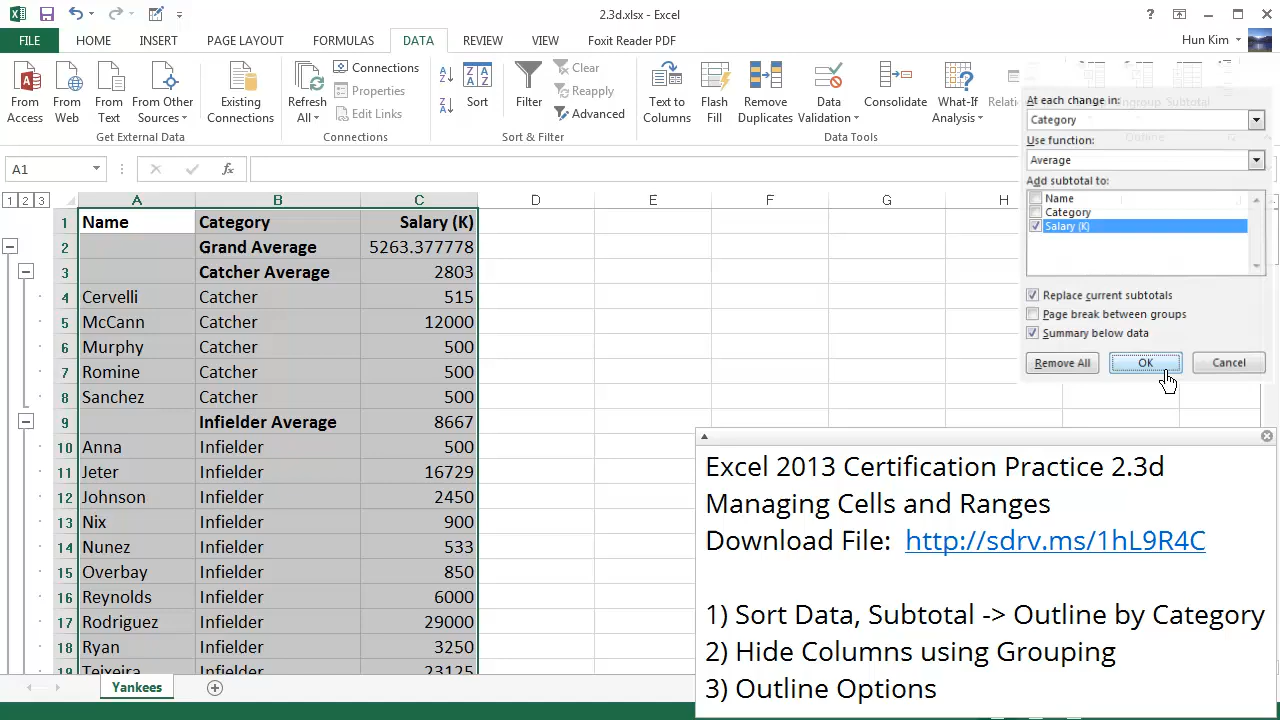 2.3d.xlsx - Excel
FILE HOME INSERT PAGE LAYOUT FORMULAS DATA REVIEW VIEW Foxit Reader PDF Hun Kim
From Access
From Web
From Text
From Other Sources
Existing Connections
Get External Data
Refresh All
Connections
Properties
Edit Links
Connections
Sort
Filter
Clear
Reapply
Advanced
Sort & Filter
Text to Columns
Flash Fill
Remove Duplicates
Data Validation
Consolidate
What-If Analysis
Data Tools
Subtotal
Outline
At each change in:
Category
Use function:
Average
Add subtotal to:
Name
Category
Salary (K)
Replace current subtotals
Page break between groups
Summary below data
Remove All OK Cancel
A1 fx
1 2 3 A B C D E F G H
1 Name Category Salary (K)
2 Grand Average 5263.377778
3 Catcher Average 2803
4 Cervelli Catcher 515
5 McCann Catcher 12000
6 Murphy Catcher 500
7 Romine Catcher 500
8 Sanchez Catcher 500
9 Infielder Average 8667
10 Anna Infielder 500
11 Jeter Infielder 16729
12 Johnson Infielder 2450
13 Nix Infielder 900
14 Nunez Infielder 533
15 Overbay Infielder 850
16 Reynolds Infielder 6000
17 Rodriguez Infielder 29000
18 Ryan Infielder 3250
19 Teixeira Infielder 23125
Yankees
Excel 2013 Certification Practice 2.3d
Managing Cells and Ranges
Download File: http://sdrv.ms/1hL9R4C
1) Sort Data, Subtotal -> Outline by Category
2) Hide Columns using Grouping
3) Outline Options